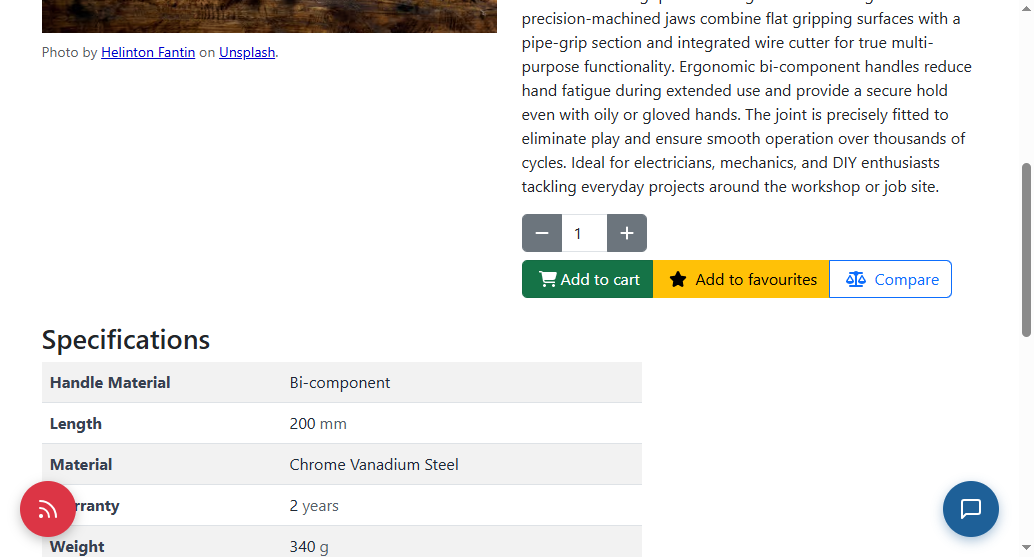 Photo by Helinton Fantin on Unsplash.
precision-machined jaws combine flat gripping surfaces with a
pipe-grip section and integrated wire cutter for true multi-
purpose functionality. Ergonomic bi-component handles reduce
hand fatigue during extended use and provide a secure hold
even with oily or gloved hands. The joint is precisely fitted to
eliminate play and ensure smooth operation over thousands of
cycles. Ideal for electricians, mechanics, and DIY enthusiasts
tackling everyday projects around the workshop or job site.
1
Add to cart Add to favourites Compare
Specifications
Handle Material Bi-component
Length 200 mm
Material Chrome Vanadium Steel
rranty 2 years
Weight 340 g